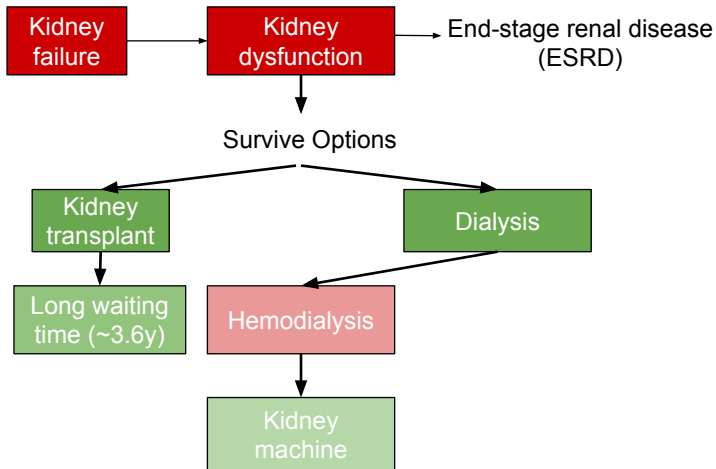 Kidney
failure
Kidney
dysfunction
End-stage renal disease
(ESRD)
Survive Options
Kidney
transplant
Dialysis
Long waiting
time (~3.6y)
Hemodialysis
Kidney
machine